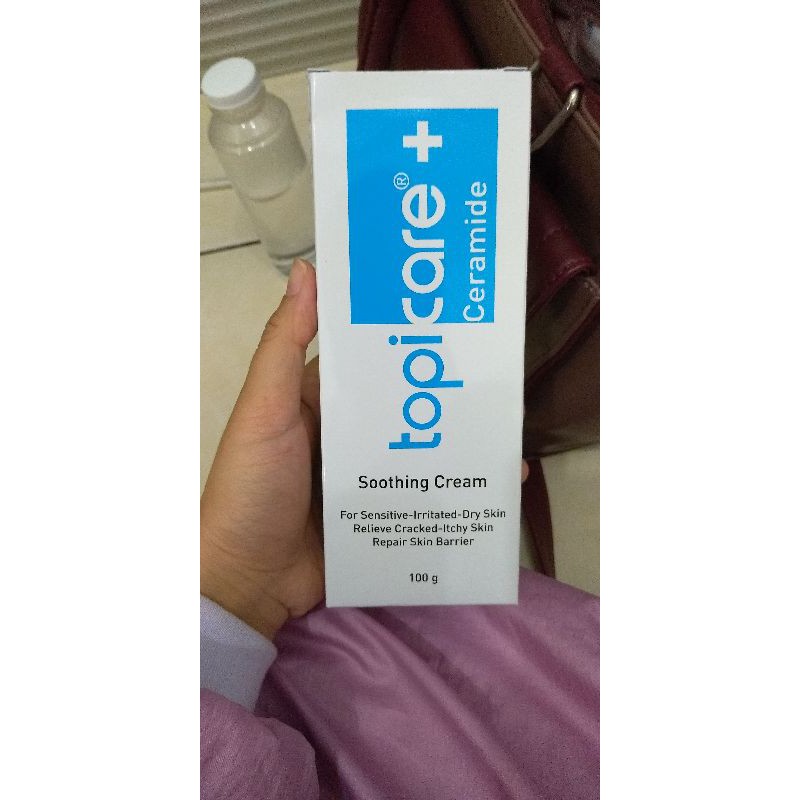 topicare® +
Ceramide
Soothing Cream
For Sensitive-Irritated-Dry Skin
Relieve Cracked-Itchy Skin
Repair Skin Barrier
100 g